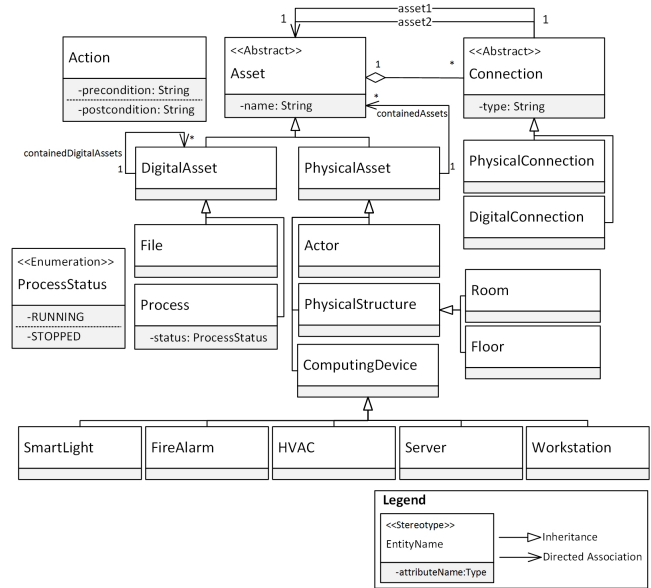 asset1
asset2
1
1
Action
-precondition: String
-postcondition: String
<<Abstract>>
Asset
-name: String
1
*
<<Abstract>>
Connection
-type: String
*
containedAssets
1
containedDigitalAssets
*
1
DigitalAsset
PhysicalAsset
PhysicalConnection
DigitalConnection
File
Actor
<<Enumeration>>
ProcessStatus
-RUNNING
-STOPPED
Process
-status: ProcessStatus
PhysicalStructure
Room
Floor
ComputingDevice
SmartLight
FireAlarm
HVAC
Server
Workstation
Legend
<<Stereotype>>
EntityName
-attributeName:Type
Inheritance
Directed Association